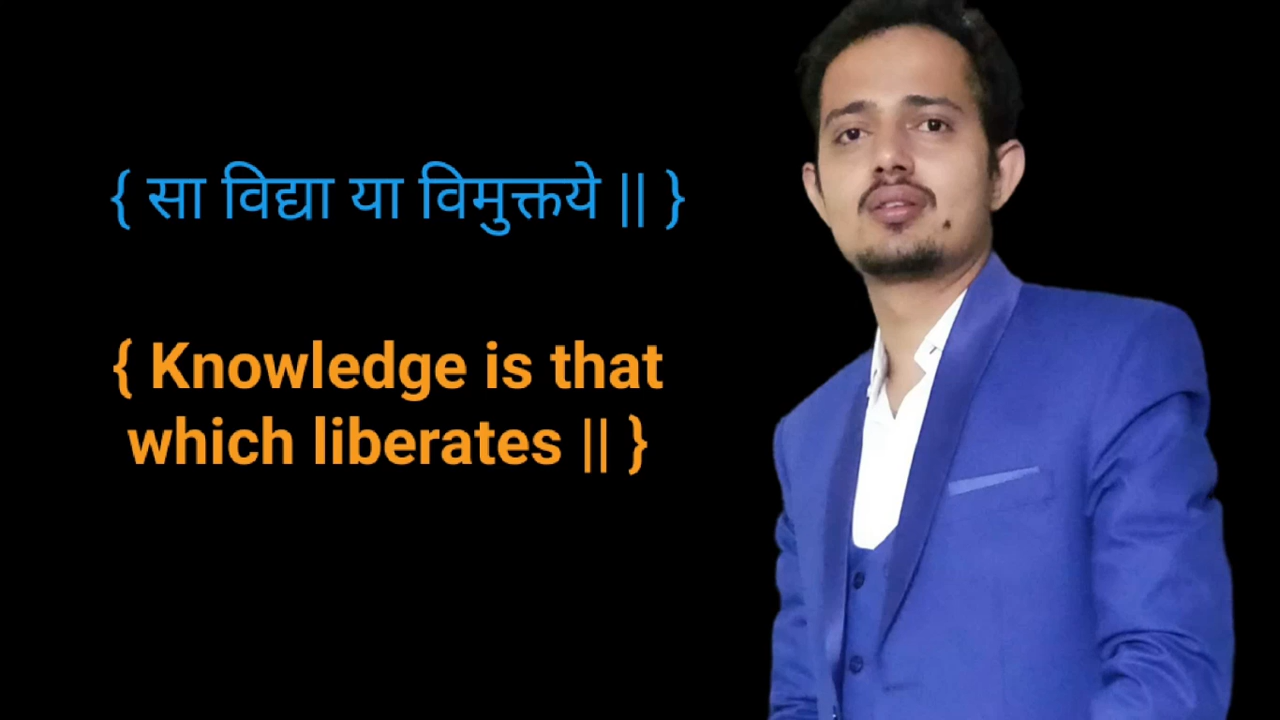 { सा विद्या या विमुक्तये || }
{ Knowledge is that
which liberates || }